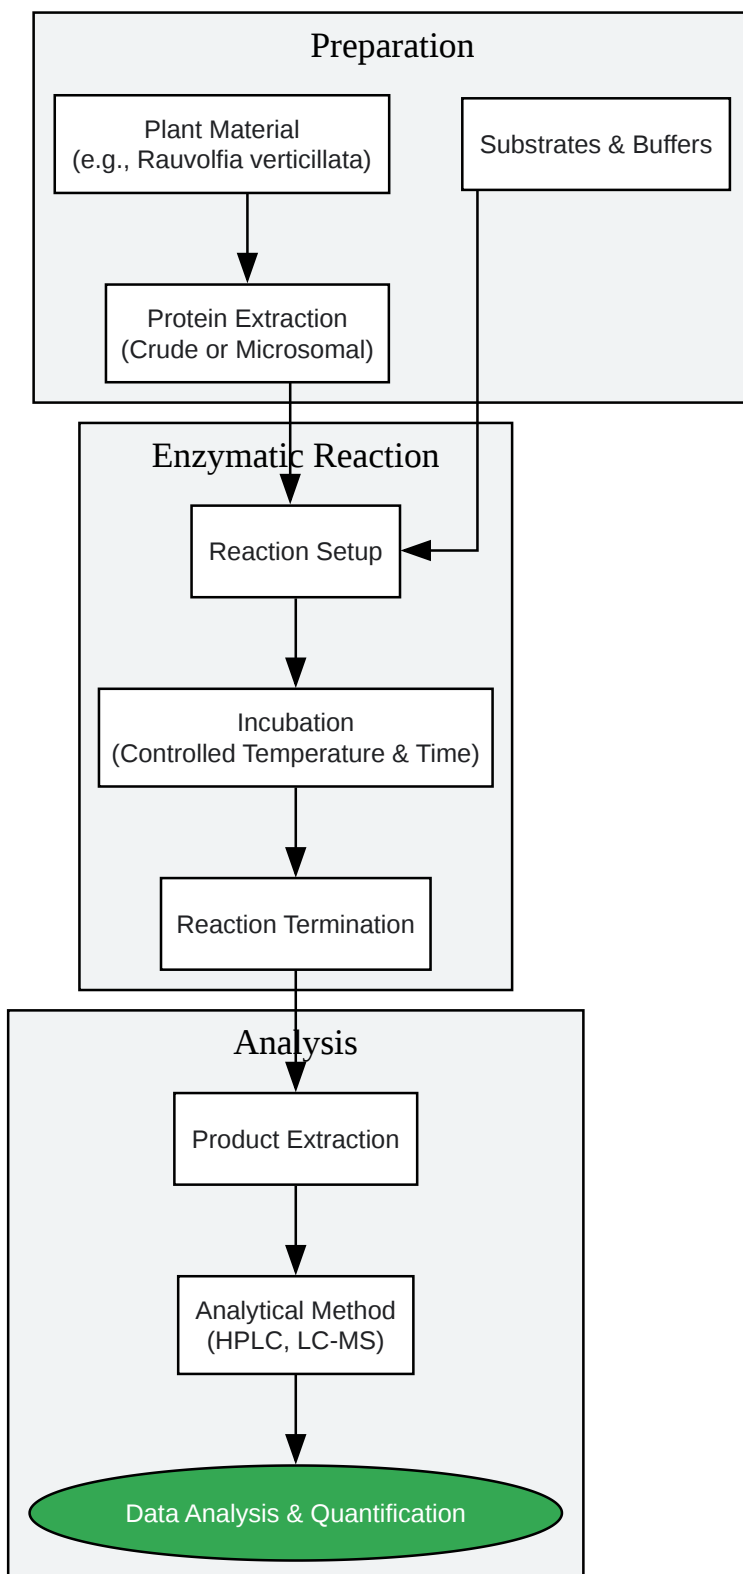 Preparation
Plant Material
(e.g., Rauvolfia verticillata)
Substrates & Buffers
Protein Extraction
(Crude or Microsomal)
Enzymatic Reaction
Reaction Setup
Incubation
(Controlled Temperature & Time)
Reaction Termination
Analysis
Product Extraction
Analytical Method
(HPLC, LC-MS)
Data Analysis & Quantification